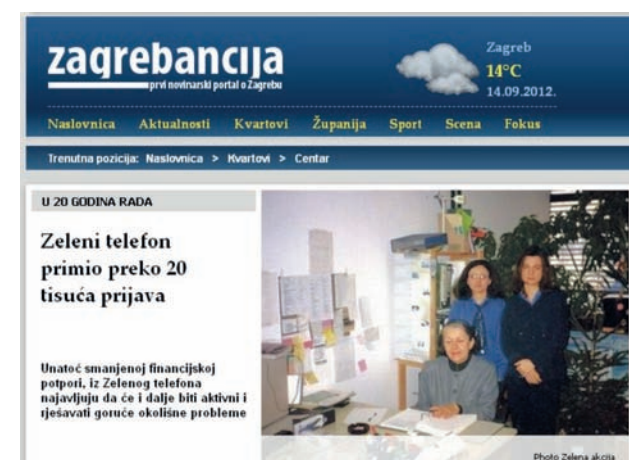 zagrebancija
prvi novinarski portal o Zagrebu
Zagreb
14°C
14.09.2012.
Naslovnica Aktualnosti Kvartovi Županija Sport Scena Fokus
Trenutna pozicija: Naslovnica > Kvartovi > Centar
U 20 GODINA RADA
Zeleni telefon
primio preko 20
tisuća prijava
Unatoč smanjenoj financijskoj
potpori, iz Zelenog telefona
najavljuju da će i dalje biti aktivni i
rješavati goruće okolišne probleme
Photo Zelena akcija